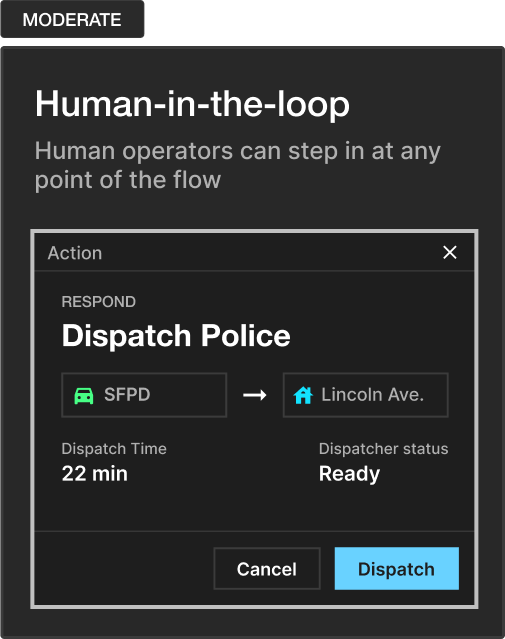 MODERATE
Human-in-the-loop
Human operators can step in at any
point of the flow
Action
RESPOND
Dispatch Police
SFPD
Lincoln Ave.
Dispatch Time
22 min
Dispatcher status
Ready
Cancel
Dispatch